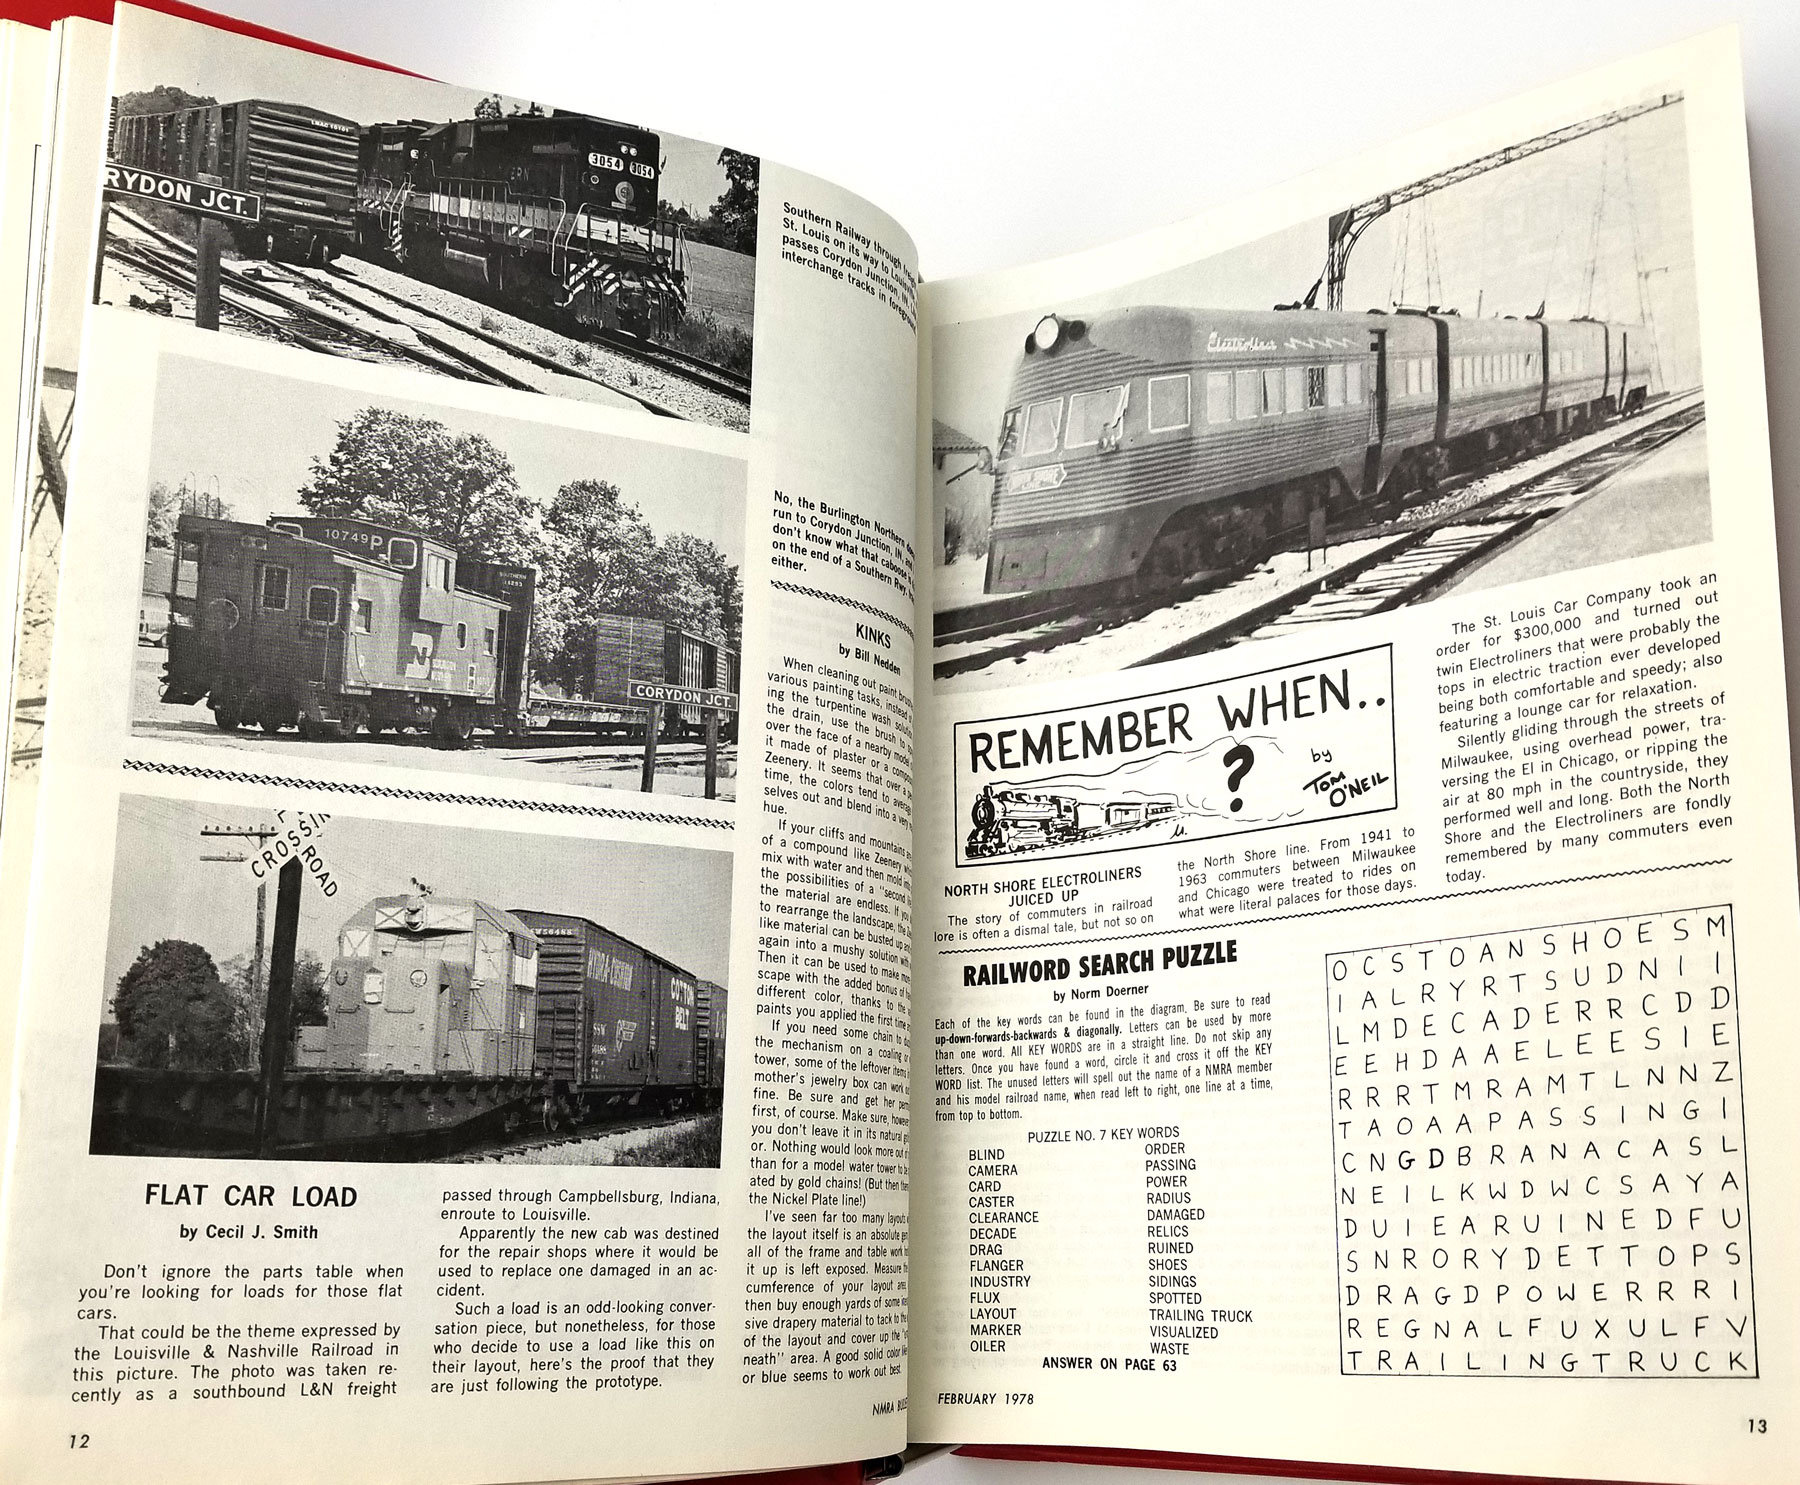 RYDON JCT.
3054
3054
Southern Railway through
St. Louis on its way to
passes Corydon Junction, IN.
interchange tracks in
10749P
SOUTHERN
CORYDON JCT.
No, the Burlington Northern
run to Corydon Junction, IN
don't know what that caboose
on the end of a Southern Rwy.
either.
CROSSIN
ROAD
COTTON
BELT
FLAT CAR LOAD
by Cecil J. Smith
Don't ignore the parts table when
you're looking for loads for those flat
cars.
That could be the theme expressed by
the Louisville & Nashville Railroad in
this picture. The photo was taken re-
cently as a southbound L&N freight
passed through Campbellsburg, Indiana,
enroute to Louisville.
Apparently the new cab was destined
for the repair shops where it would be
used to replace one damaged in an ac-
cident.
Such a load is an odd-looking conver-
sation piece, but nonetheless, for those
who decide to use a load like this on
their layout, here's the proof that they
are just following the prototype.
KINKS
by Bill Nedden
When cleaning out paint
various painting tasks, instead
ing the turpentine wash
the drain, use the brush to
over the face of a nearby model
it made of plaster or a
Zeenery. It seems that over a
time, the colors tend to
selves out and blend into a very
hue.
If your cliffs and mountains
of a compound like Zeenery
mix with water and then mold
the possibilities of a "second
the material are endless. If
to rearrange the landscape, the
like material can be busted up
again into a mushy solution
Then it can be used to make
scape with the added bonus of
different color, thanks to the
paints you applied the first time
If you need some chain to
the mechanism on a coaling
tower, some of the leftover items
mother's jewelry box can work
fine. Be sure and get her
first, of course. Make sure,
you don't leave it in its natural
or. Nothing would look more out
than for a model water tower to be
ated by gold chains! (But then
the Nickel Plate line!)
I've seen far too many
the layout itself is an absolute
all of the frame and table work
it up is left exposed. Measure
cumference of your layout area,
then buy enough yards of some
sive drapery material to tack to the
of the layout and cover up the
neath" area. A good solid color
or blue seems to work out best.
NMRA
12
Electroliner
REMEMBER WHEN..
?
by
TOM
O'NEIL
NORTH SHORE ELECTROLINERS
JUICED UP
The story of commuters in railroad
lore is often a dismal tale, but not so on
the North Shore line. From 1941 to
1963 commuters between Milwaukee
and Chicago were treated to rides on
what were literal palaces for those days.
The St. Louis Car Company took an
order for $300,000 and turned out
twin Electroliners that were probably the
tops in electric traction ever developed
being both comfortable and speedy; also
featuring a lounge car for relaxation.
Silently gliding through the streets of
Milwaukee, using overhead power, tra-
versing the El in Chicago, or ripping the
air at 80 mph in the countryside, they
performed well and long. Both the North
Shore and the Electroliners are fondly
remembered by many commuters even
today.
RAILWORD SEARCH PUZZLE
by Norm Doerner
Each of the key words can be found in the diagram. Be sure to read
up-down-forwards-backwards & diagonally. Letters can be used by more
than one word. All KEY WORDS are in a straight line. Do not skip any
letters. Once you have found a word, circle it and cross it off the KEY
WORD list. The unused letters will spell out the name of a NMRA member
and his model railroad name, when read left to right, one line at a time,
from top to bottom.
PUZZLE NO. 7 KEY WORDS
BLIND
CAMERA
CARD
CASTER
CLEARANCE
DECADE
DRAG
FLANGER
INDUSTRY
FLUX
LAYOUT
MARKER
OILER
ORDER
PASSING
POWER
RADIUS
DAMAGED
RELICS
RUINED
SHOES
SIDINGS
SPOTTED
TRAILING TRUCK
VISUALIZED
WASTE
ANSWER ON PAGE 63
O C S T O A N S H O E S M
I A L R Y R T S U D N I I
L M D E C A D E R R C D D
E E H D A A E L E E S I E
R R R T M R A M T L N N Z
T A O A A P A S S I N G I
C N G D B R A N A C A S L
N E I L K W D W C S A Y A
D U I E A R U I N E D F U
S N R O R Y D E T T O P S
D R A G D P O W E R R R I
R E G N A L F U X U L F V
T R A I L I N G T R U C K
FEBRUARY 1978
13